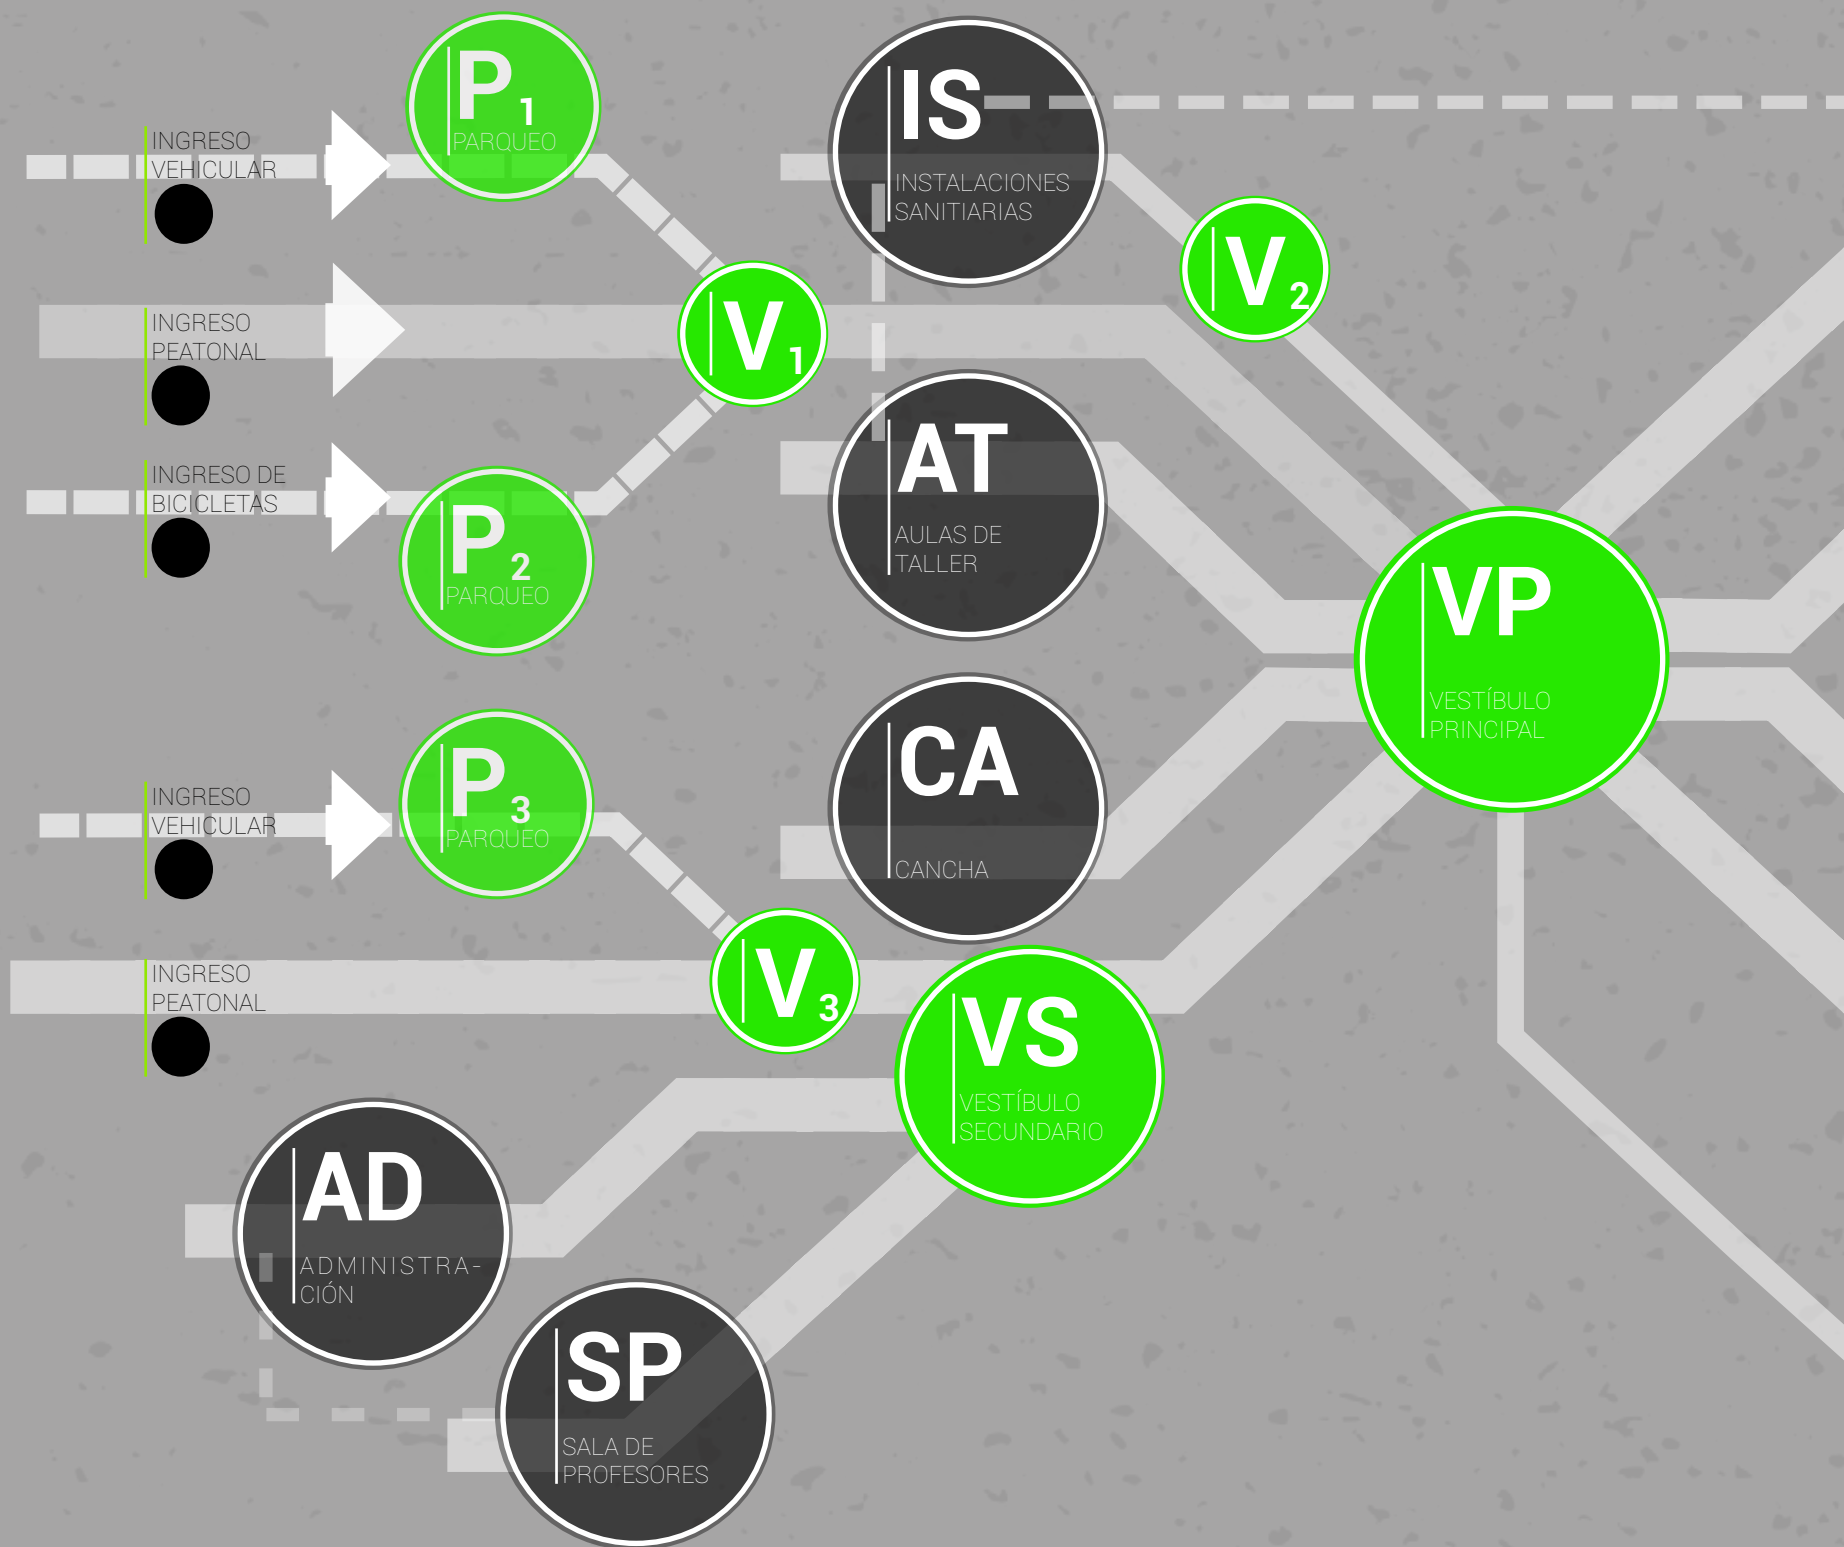 P1
PARQUEO
INGRESO
VEHICULAR
IS
INSTALACIONES
SANITIARIAS
V2
INGRESO
PEATONAL
V1
INGRESO DE
BICICLETAS
P2
PARQUEO
AT
AULAS DE
TALLER
VP
VESTÍBULO
PRINCIPAL
P3
PARQUEO
INGRESO
VEHICULAR
CA
CANCHA
INGRESO
PEATONAL
V3
VS
VESTÍBULO
SECUNDARIO
AD
ADMINISTRA-
CIÓN
SP
SALA DE
PROFESORES